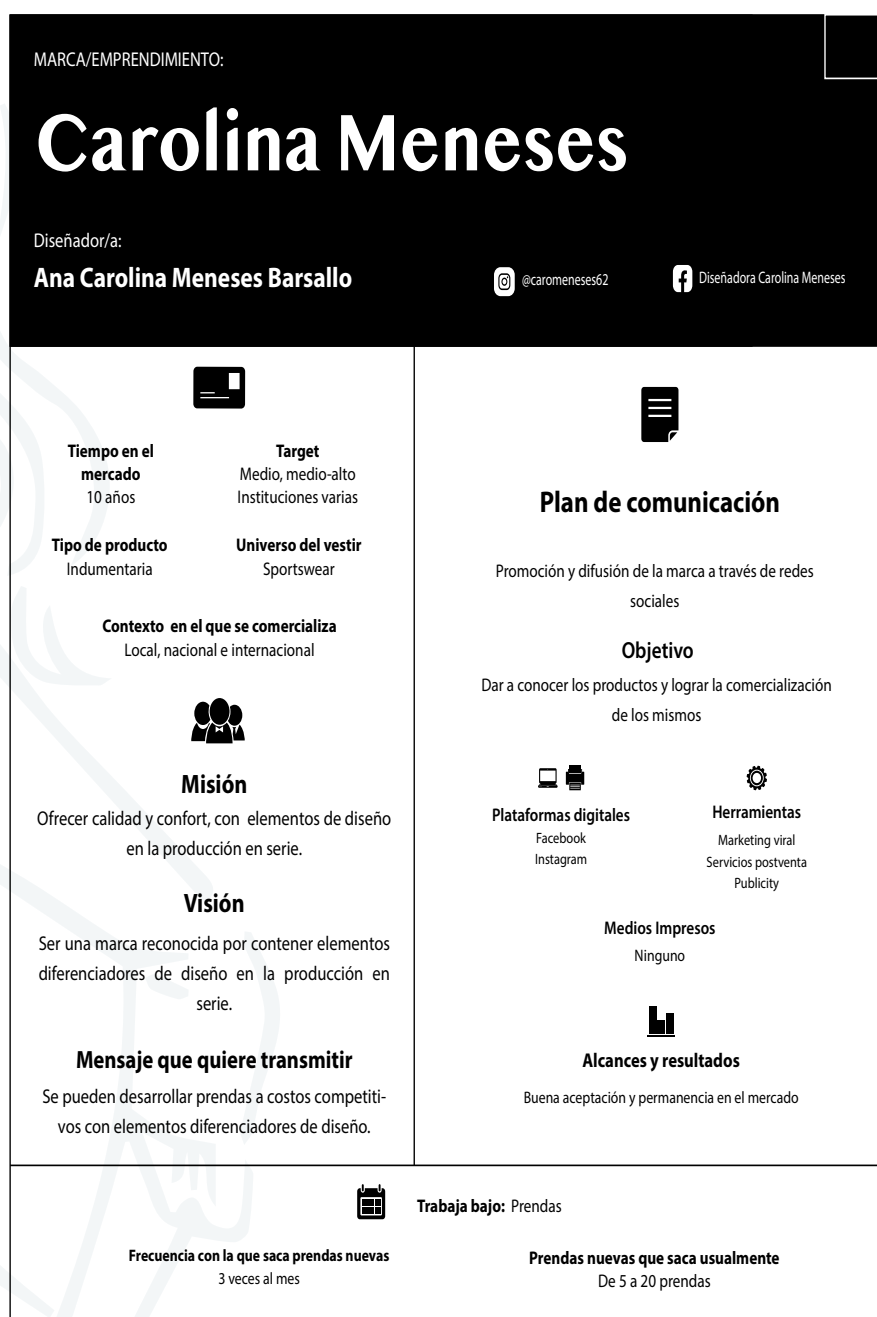 MARCA/EMPRENDIMIENTO:
Carolina Meneses
Diseñador/a:
Ana Carolina Meneses Barsallo
@caromeneses62
Diseñadora Carolina Meneses
Tiempo en el
mercado
10 años
Target
Medio, medio-alto
Instituciones varias
Tipo de producto
Indumentaria
Universo del vestir
Sportswear
Contexto en el que se comercializa
Local, nacional e internacional
Misión
Ofrecer calidad y confort, con elementos de diseño
en la producción en serie.
Visión
Ser una marca reconocida por contener elementos
diferenciadores de diseño en la producción en
serie.
Mensaje que quiere transmitir
Se pueden desarrollar prendas a costos competiti-
vos con elementos diferenciadores de diseño.
Plan de comunicación
Promoción y difusión de la marca a través de redes
sociales
Objetivo
Dar a conocer los productos y lograr la comercialización
de los mismos
Plataformas digitales
Facebook
Instagram
Herramientas
Marketing viral
Servicios postventa
Publicity
Medios Impresos
Ninguno
Alcances y resultados
Buena aceptación y permanencia en el mercado
Trabaja bajo: Prendas
Frecuencia con la que saca prendas nuevas
3 veces al mes
Prendas nuevas que saca usualmente
De 5 a 20 prendas